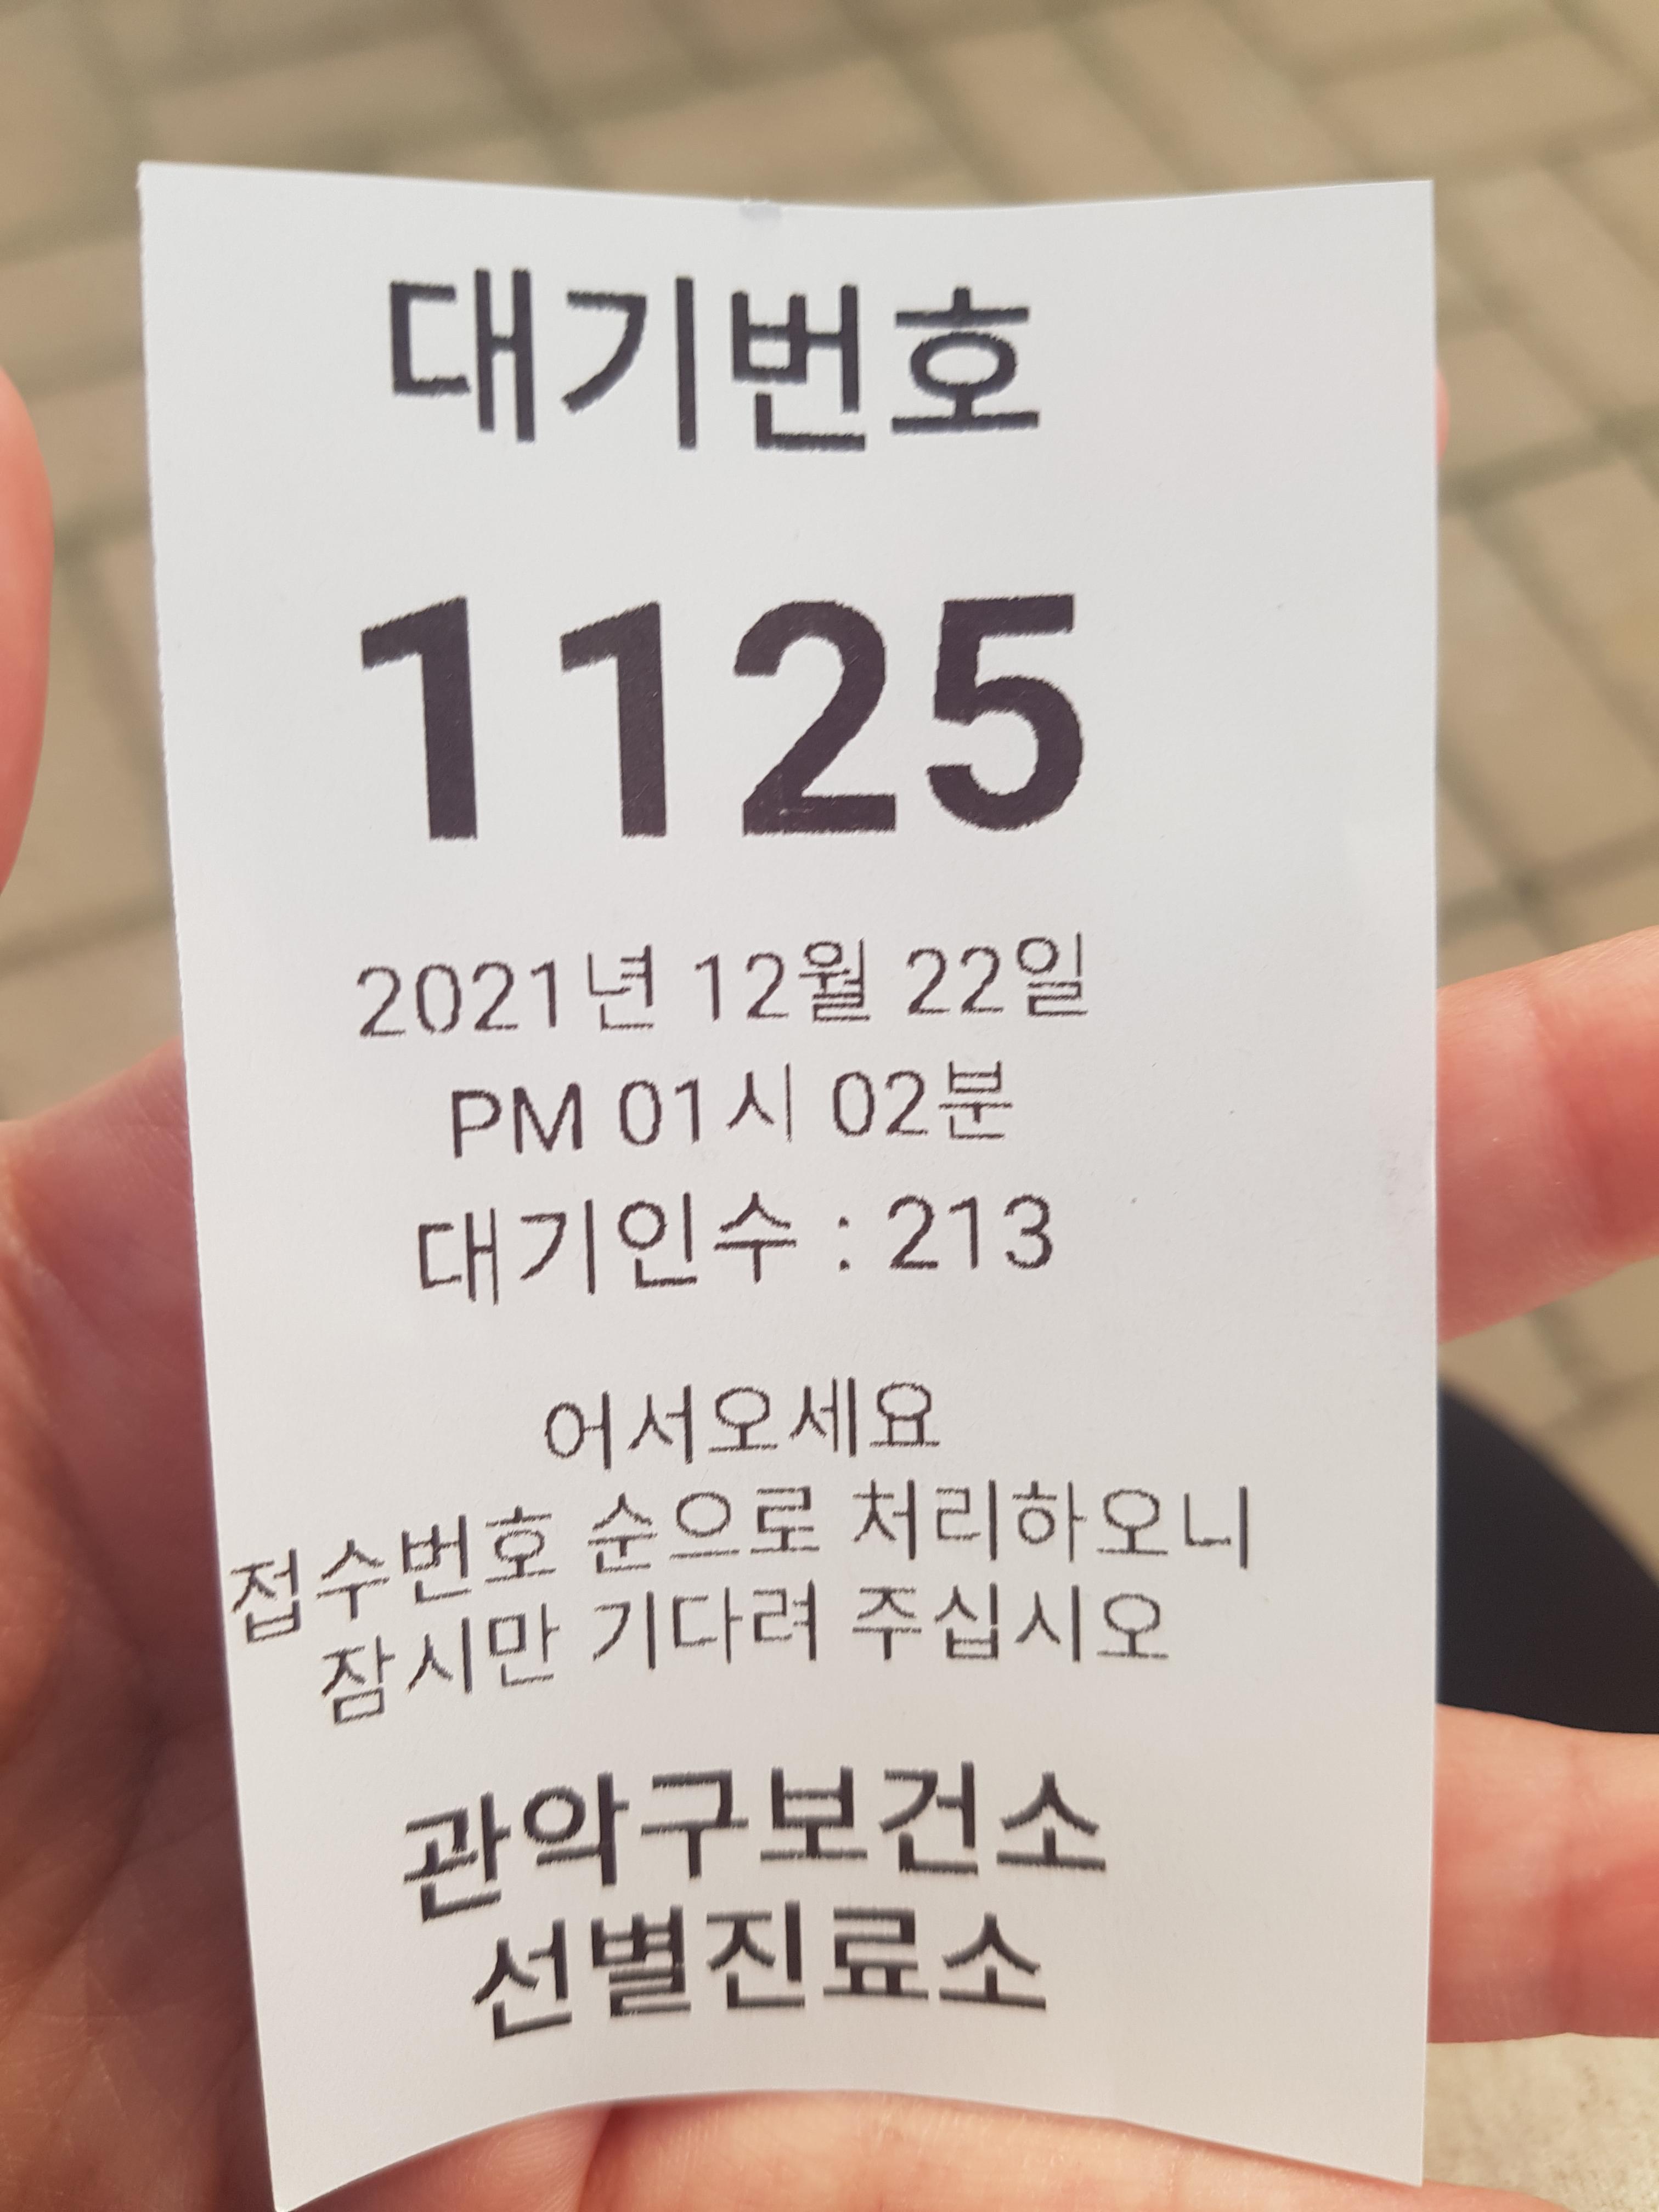 대기번호
1125
2021년 12월 22일
PM 01시 02분
대기인수 : 213
어서오세요
접수번호 순으로 처리하오니
잠시만 기다려 주십시오
관악구보건소
선별진료소